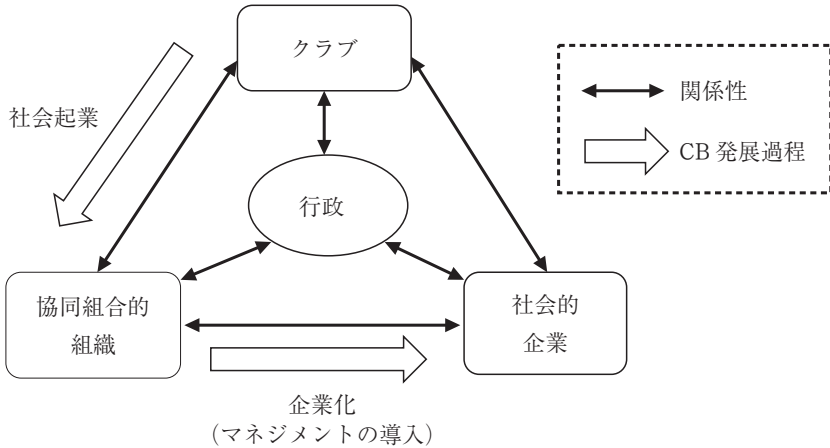 クラブ
関係性
CB 発展過程
社会起業
行政
協同組合的
組織
社会的
企業
企業化
（マネジメントの導入）